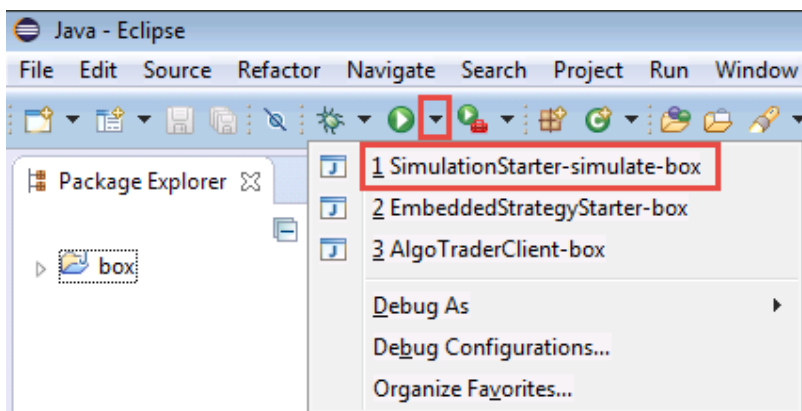 Java - Eclipse
File Edit Source Refactor Navigate Search Project Run Window
Package Explorer
box
1 SimulationStarter-simulate-box
2 EmbeddedStrategyStarter-box
3 AlgoTraderClient-box
Debug As
Debug Configurations...
Organize Favorites...